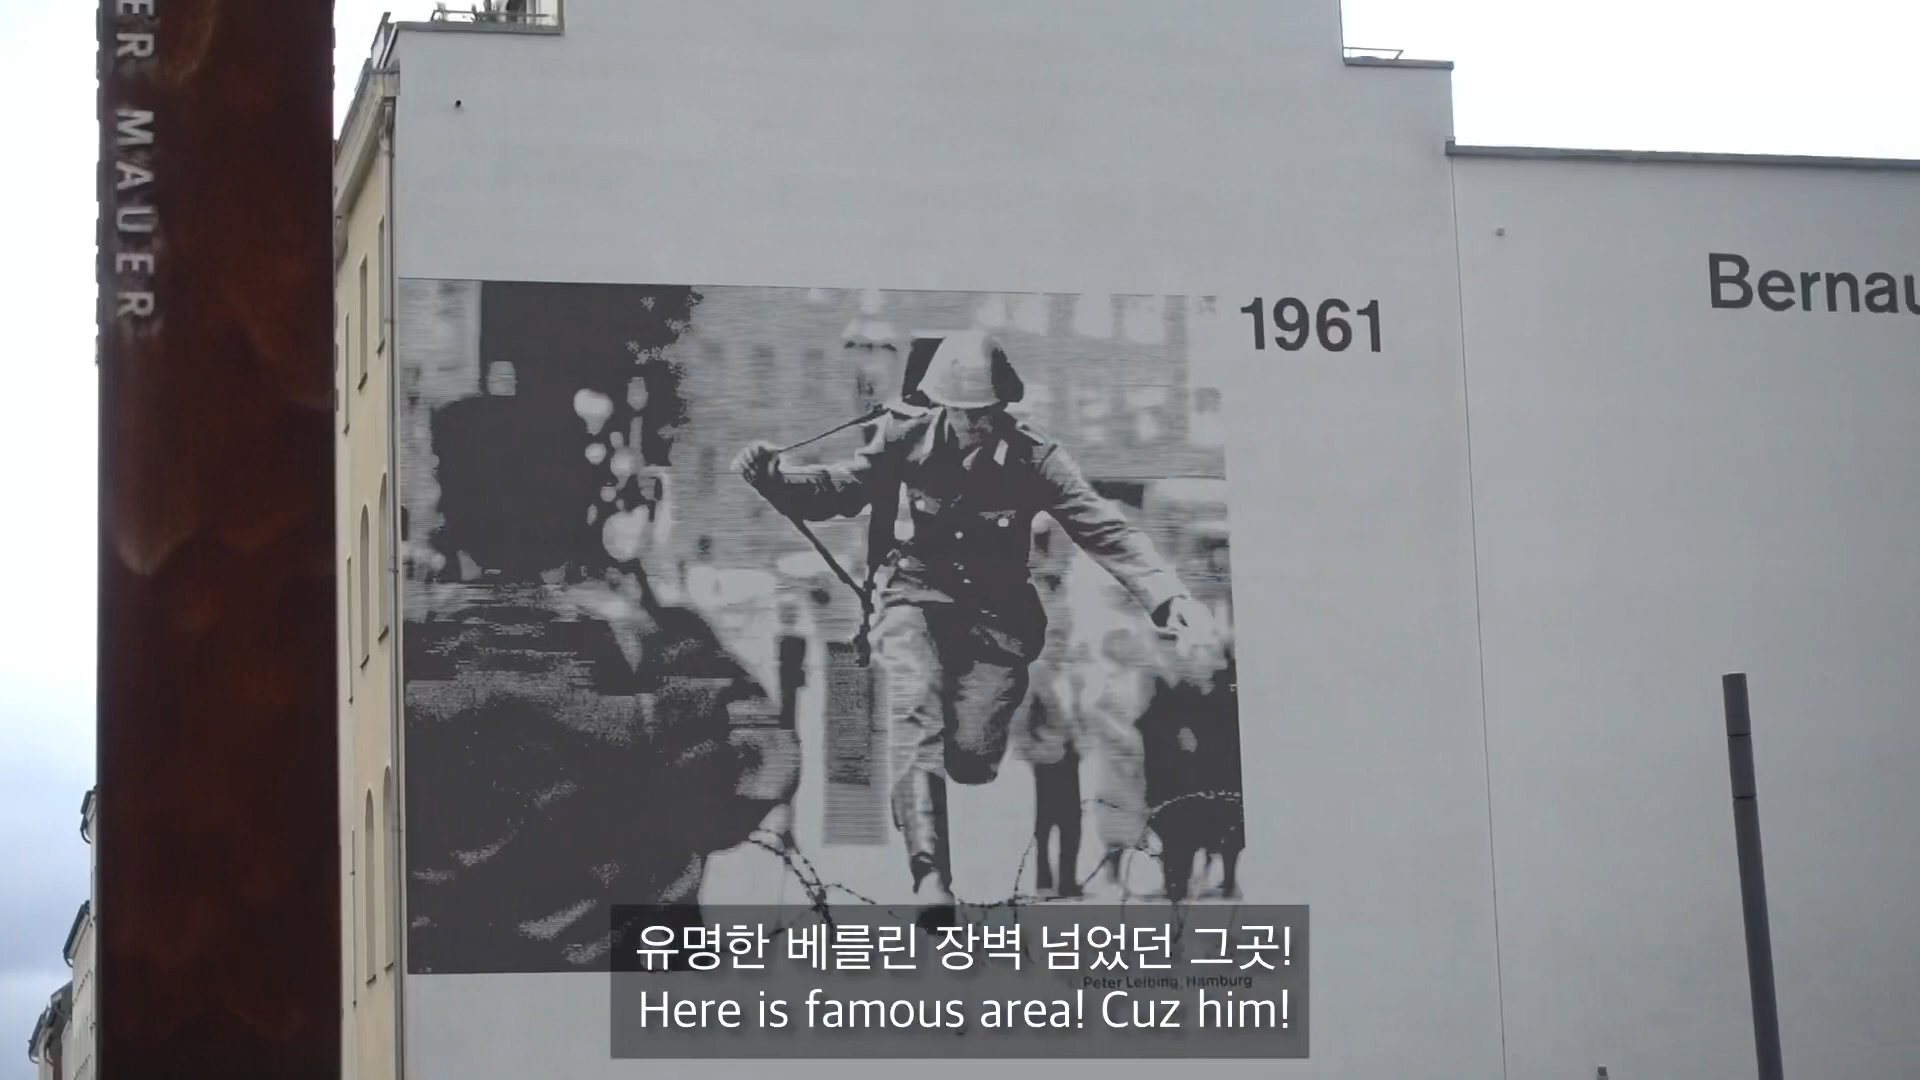 ER MAUER
1961
Bernau
Peter Leibing, Hamburg
유명한 베를린 장벽 넘었던 그곳!
Here is famous area! Cuz him!